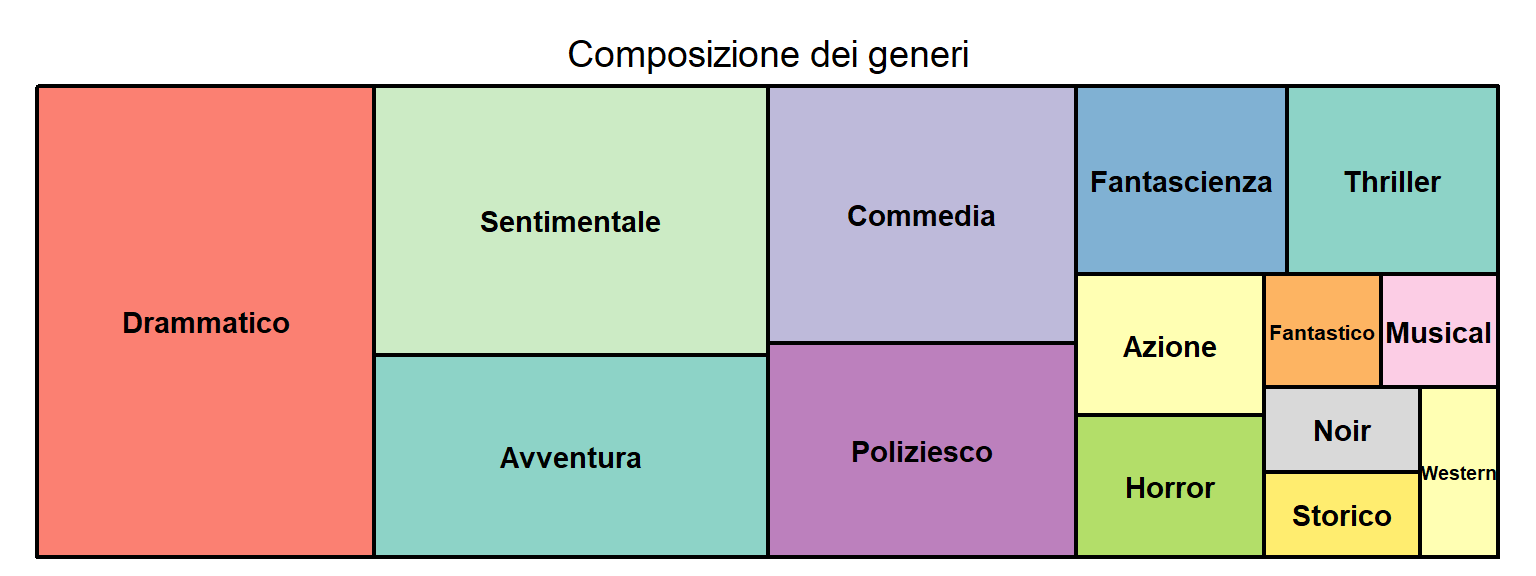 Composizione dei generi
Drammatico
Sentimentale
Avventura
Commedia
Poliziesco
Fantascienza
Thriller
Azione
Horror
Fantastico
Musical
Noir
Storico
Western